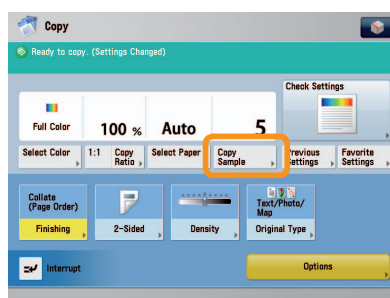 Copy
Ready to copy. (Settings Changed)
Check Settings
Full Color
100 %
Auto
5
Select Color
1:1
Copy
Ratio
Select Paper
Copy
Sample
Previous
Settings
Favorite
Settings
Collate
(Page Order)
Finishing
2-Sided
Density
Text/Photo/
Map
Original Type
Interrupt
Options